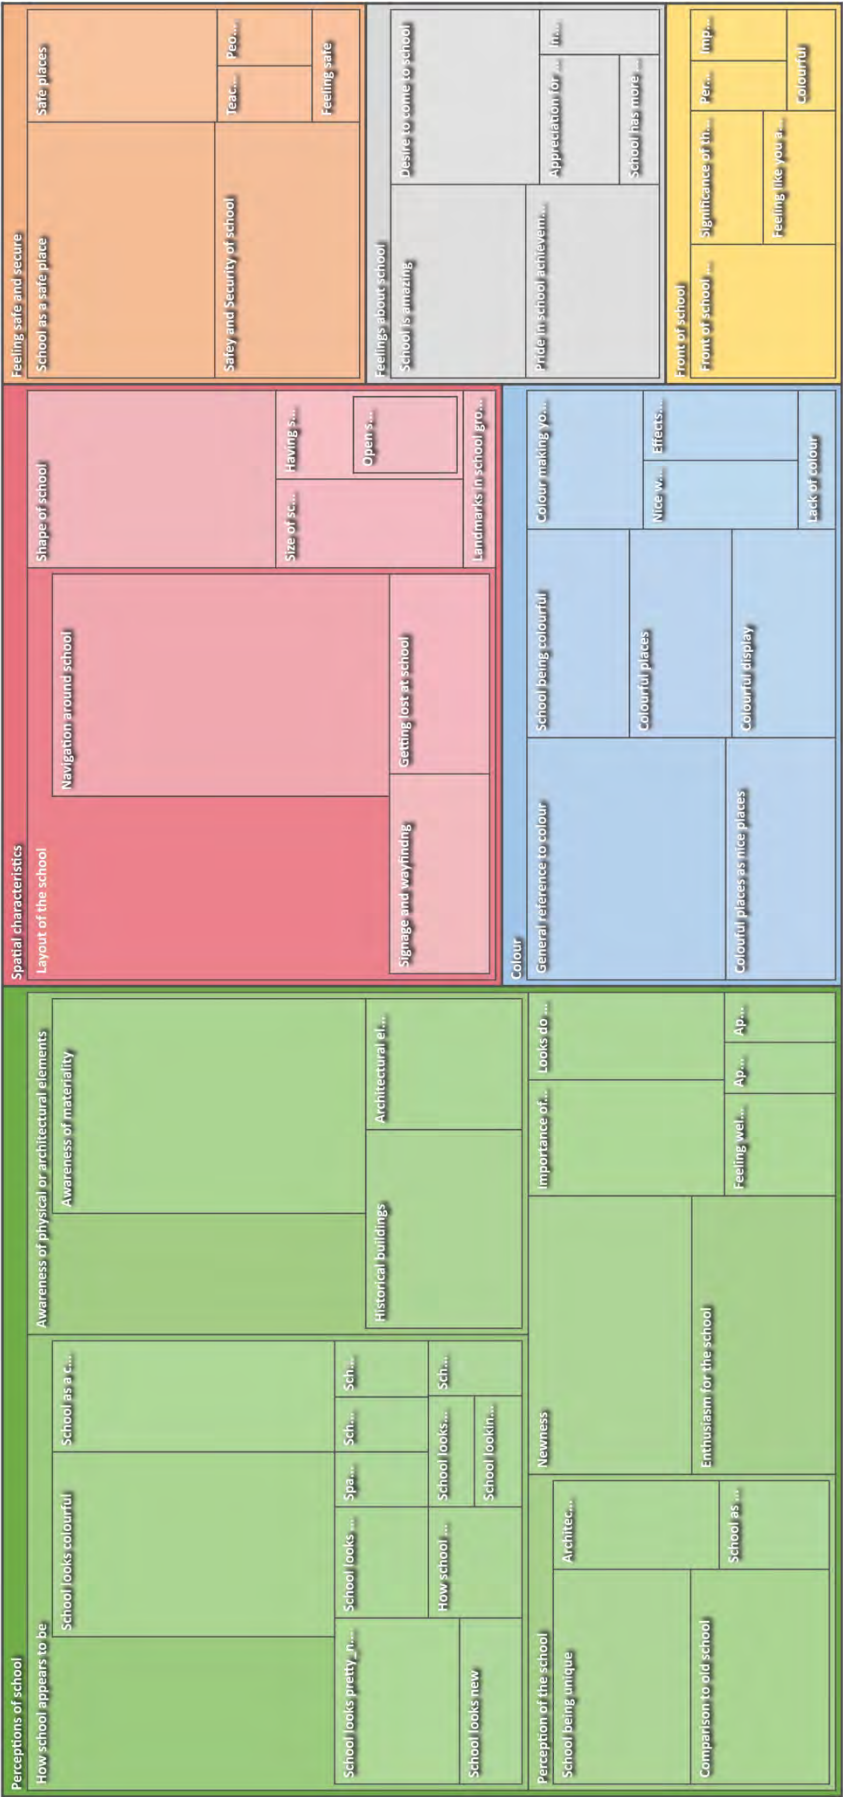 Perceptions of school
How school appears to be
School looks colourful
School as a c...
School looks pretty_n...
School looks new
School looks ...
How school ...
Spa...
Sch...
Sch...
School looks...
School lookin...
Sch...
Awareness of physical or architectural elements
Awareness of materiality
Historical buildings
Architectural el...
Perception of the school
School being unique
Comparison to old school
Architec...
School as ...
Newness
Enthusiasm for the school
Importance of...
Looks do ...
Feeling wel...
Ap...
Ap...
Spatial characteristics
Layout of the school
Navigation around school
Signage and wayfindng
Getting lost at school
Shape of school
Size of sc...
Having s...
Open s...
Landmarks in school gro...
Colour
General reference to colour
Colouful places as nice places
School being colourful
Colourful places
Colourful display
Colour making yo...
Nice w...
Effects...
Lack of colour
Feeling safe and secure
School as a safe place
Safey and Security of school
Safe places
Teac...
Peo...
Feeling safe
Feelings about school
School is amazing
Pride in school achievem...
Desire to come to school
Appreciation for ...
In...
School has more ...
Front of school
Front of school ...
Significance of th...
Feeling like you a...
Per...
Imp...
Colourful